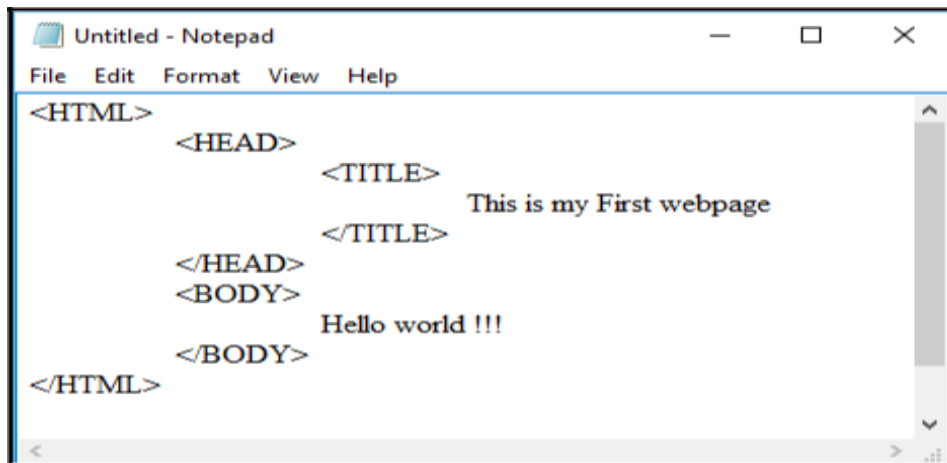 Untitled - Notepad
File Edit Format View Help
<HTML>
<HEAD>
<TITLE>
This is my First webpage
</TITLE>
</HEAD>
<BODY>
Hello world !!!
</BODY>
</HTML>